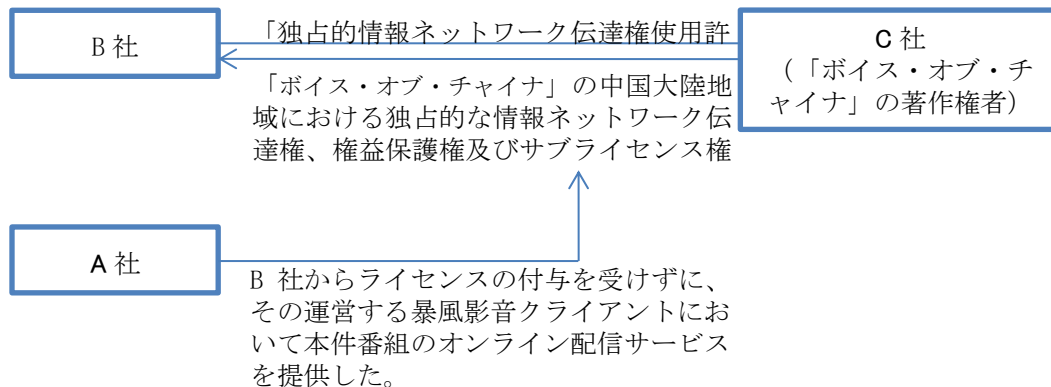 B 社
「独占的情報ネットワーク伝達権使用許
C 社
（「ボイス・オブ・チ
ャイナ」の著作権者）
「ボイス・オブ・チャイナ」の中国大陸地
域における独占的な情報ネットワーク伝
達権、権益保護権及びサブライセンス権
A 社
B 社からライセンスの付与を受けずに、
その運営する暴風影音クライアントにお
いて本件番組のオンライン配信サービス
を提供した。